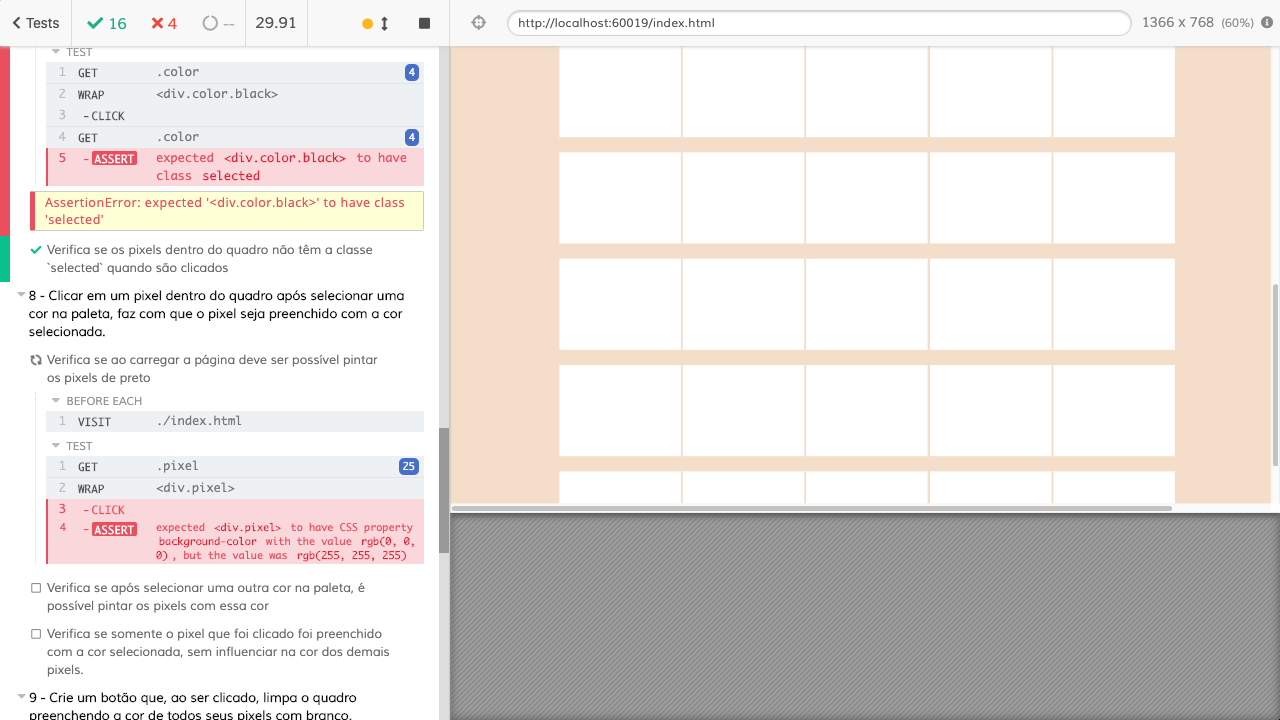 Tests 16 4 -- 29.91 http://localhost:60019/index.html 1366 x 768 (60%)
TEST
1 GET .color 4
2 WRAP <div.color.black>
3 -CLICK
4 GET .color 4
5 -ASSERT expected <div.color.black> to have
class selected
AssertionError: expected '<div.color.black>' to have class
'selected'
Verifica se os pixels dentro do quadro não têm a classe
`selected` quando são clicados
8 - Clicar em um pixel dentro do quadro após selecionar uma
cor na paleta, faz com que o pixel seja preenchido com a cor
selecionada.
Verifica se ao carregar a página deve ser possível pintar
os pixels de preto
BEFORE EACH
1 VISIT ./index.html
TEST
1 GET .pixel 25
2 WRAP <div.pixel>
3 -CLICK
4 -ASSERT expected <div.pixel> to have CSS property
background-color with the value rgb(0, 0,
0), but the value was rgb(255, 255, 255)
Verifica se após selecionar uma outra cor na paleta, é
possível pintar os pixels com essa cor
Verifica se somente o pixel que foi clicado foi preenchido
com a cor selecionada, sem influenciar na cor dos demais
pixels.
9 - Crie um botão que, ao ser clicado, limpa o quadro
preenchendo a cor de todos seus pixels com branco.